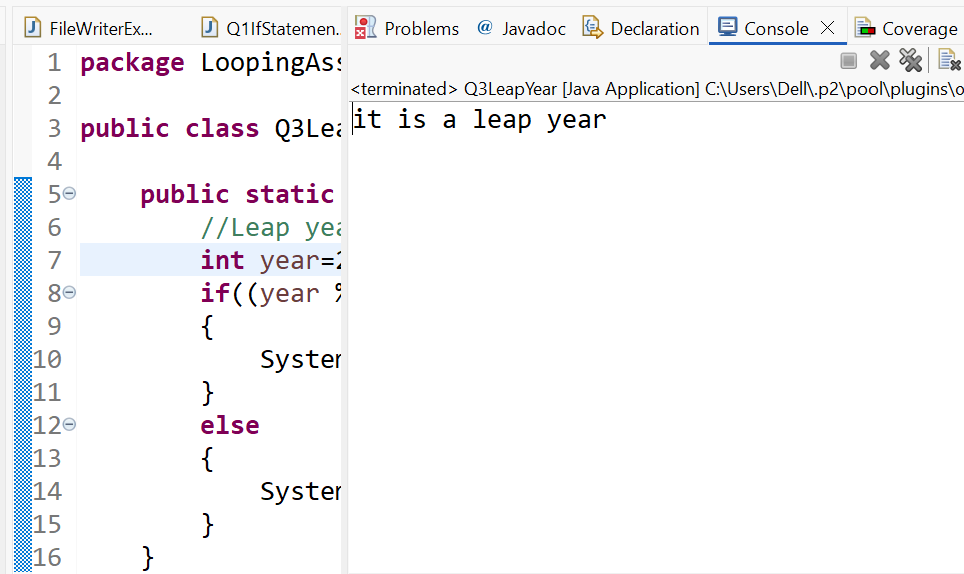 FileWriterEx...
Q1IfStatemen..
Problems
@ Javadoc
Declaration
Console
Coverage
<terminated> Q3LeapYear [Java Application] C:\Users\Dell\.p2\pool\plugins\o
it is a leap year
1 package LoopingAss
2
3 public class Q3Lea
4
5 public static
6 //Leap yea
7 int year=2
8 if((year %
9 {
10 System
11 }
12 else
13 {
14 System
15 }
16 }